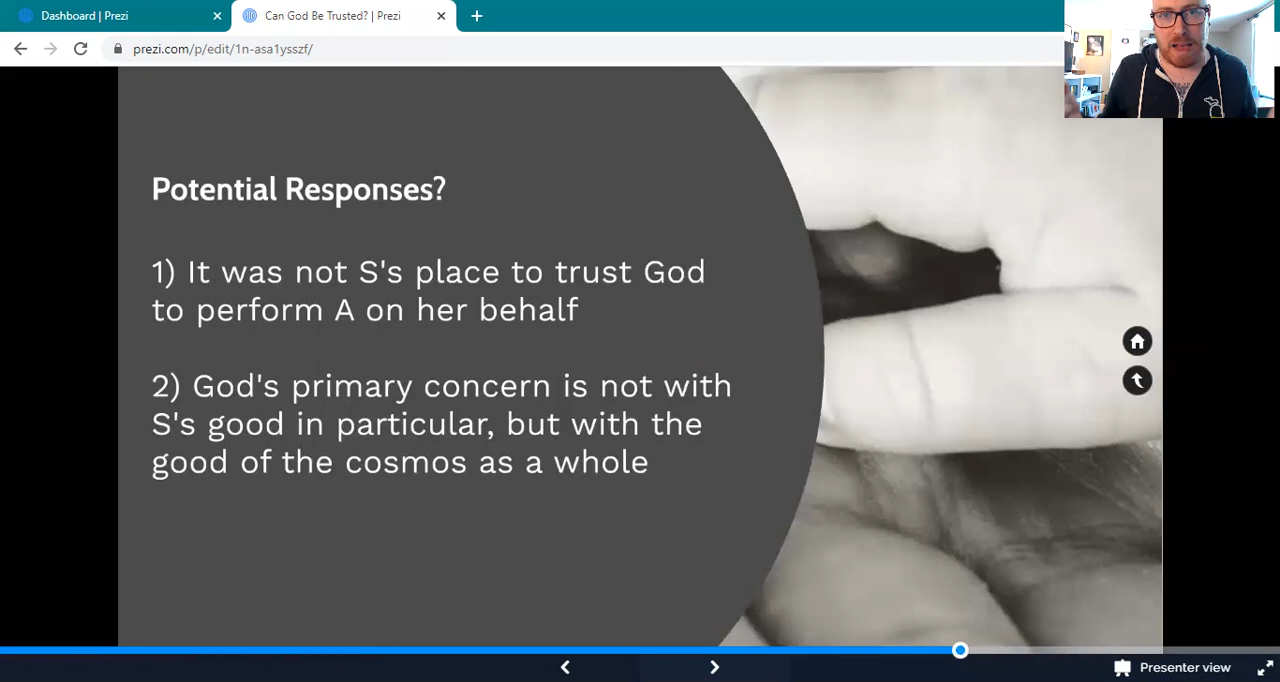 Dashboard | Prezi
Can God Be Trusted? | Prezi
prezi.com/p/edit/1n-asa1ysszf/
Potential Responses?
1) It was not S's place to trust God
to perform A on her behalf
2) God's primary concern is not with
S's good in particular, but with the
good of the cosmos as a whole
Presenter view